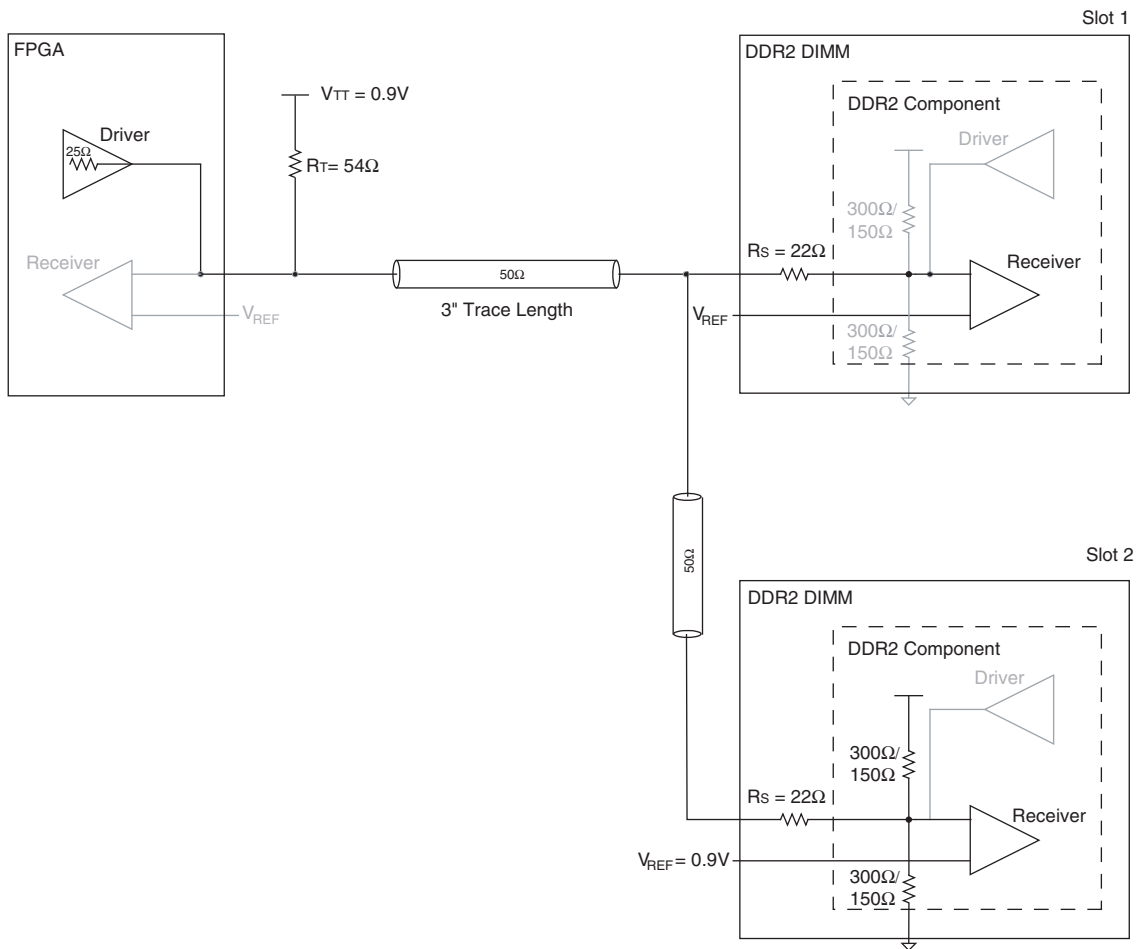 Slot 1
FPGA
DDR2 DIMM
VTT = 0.9V
DDR2 Component
Driver
Driver
25Ω
RT= 54Ω
300Ω/
150Ω
RS = 22Ω
Receiver
Receiver
50Ω
3" Trace Length
VREF
VREF
300Ω/
150Ω
50Ω
Slot 2
DDR2 DIMM
DDR2 Component
Driver
300Ω/
150Ω
RS = 22Ω
Receiver
VREF = 0.9V
300Ω/
150Ω